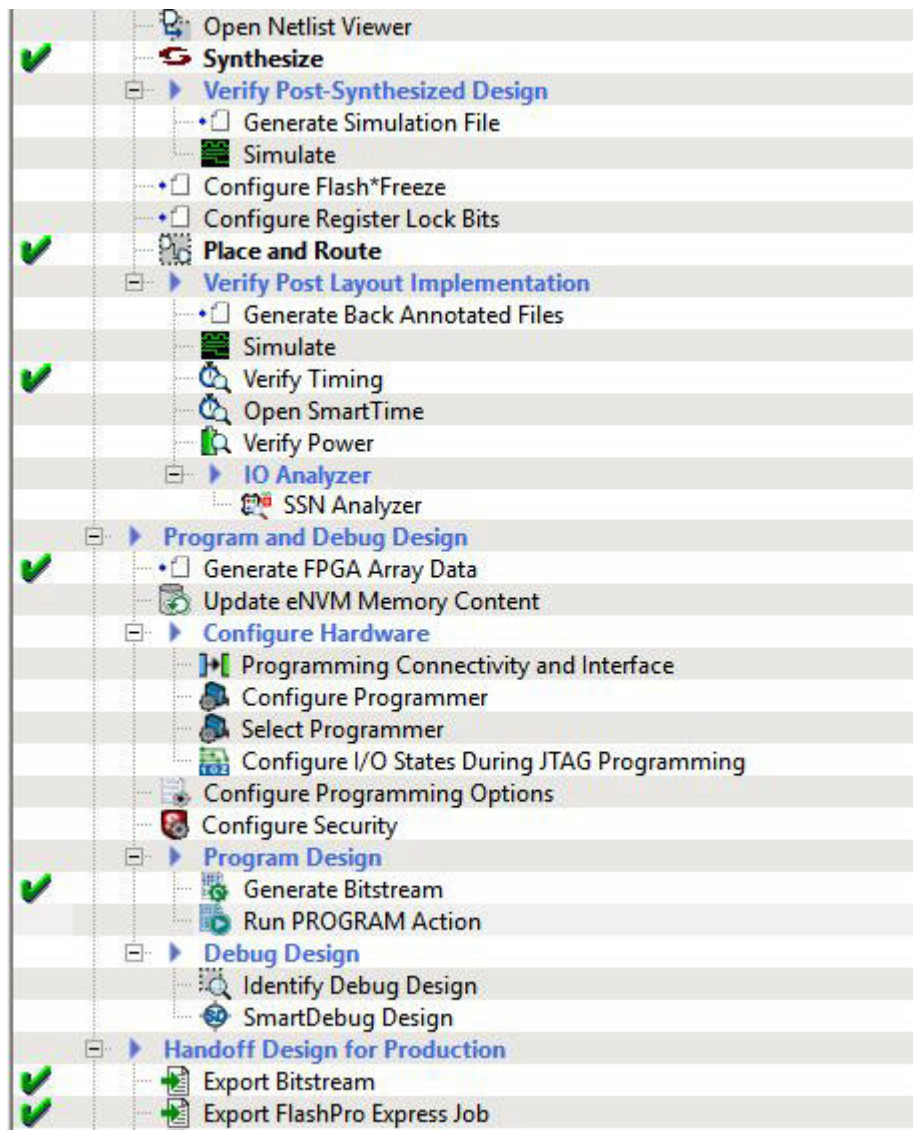 Open Netlist Viewer
Synthesize
Verify Post-Synthesized Design
Generate Simulation File
Simulate
Configure Flash*Freeze
Configure Register Lock Bits
Place and Route
Verify Post Layout Implementation
Generate Back Annotated Files
Simulate
Verify Timing
Open SmartTime
Verify Power
IO Analyzer
SSN Analyzer
Program and Debug Design
Generate FPGA Array Data
Update eNVM Memory Content
Configure Hardware
Programming Connectivity and Interface
Configure Programmer
Select Programmer
Configure I/O States During JTAG Programming
Configure Programming Options
Configure Security
Program Design
Generate Bitstream
Run PROGRAM Action
Debug Design
Identify Debug Design
SmartDebug Design
Handoff Design for Production
Export Bitstream
Export FlashPro Express Job